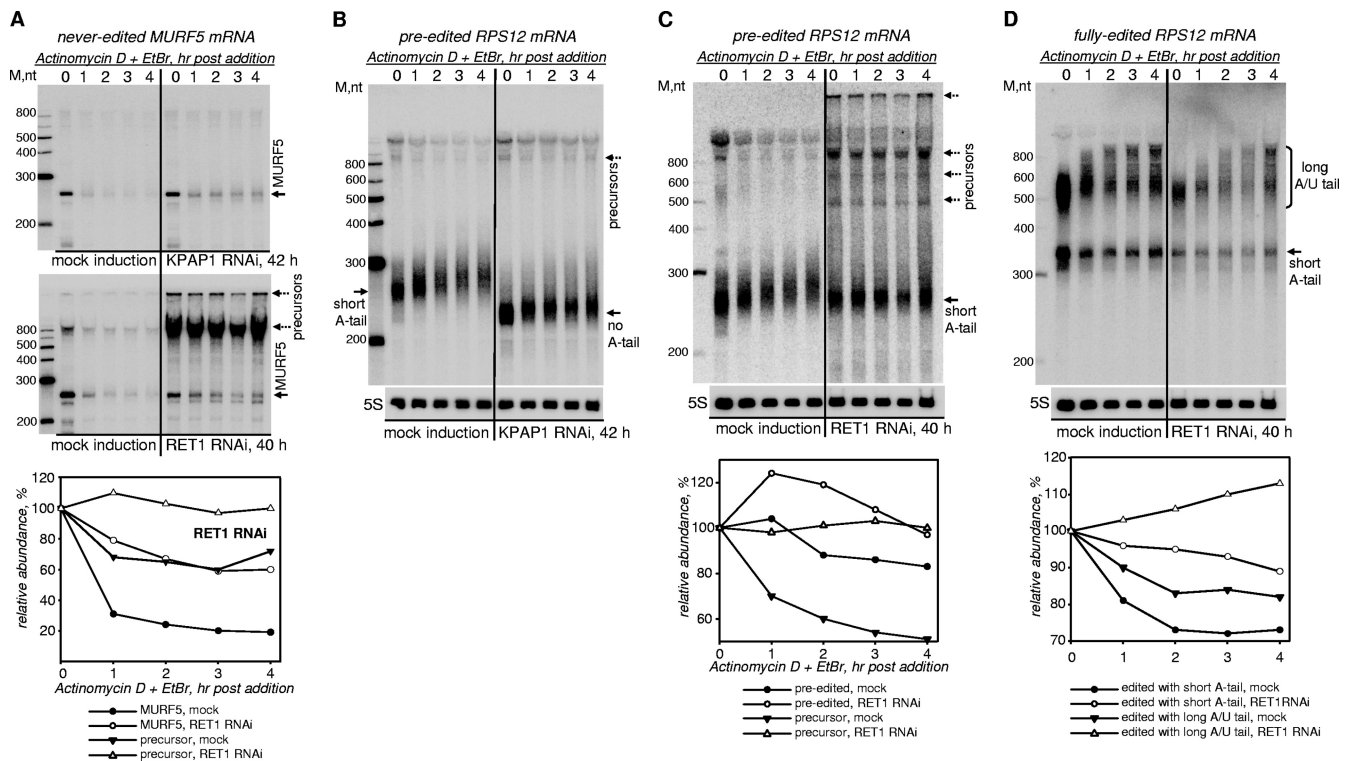 A
never-edited MURF5 mRNA
Actinomycin D + EtBr, hr post addition
M,nt 0 1 2 3 4 0 1 2 3 4
800
500
400
300
200
MURF5
mock induction KPAP1 RNAi, 42 h
800
500
400
300
200
precursors
MURF5
mock induction RET1 RNAi, 40 h
relative abundance, %
120
100
80
60
40
20
RET1 RNAi
0 1 2 3 4
Actinomycin D + EtBr, hr post addition
MURF5, mock
MURF5, RET1 RNAi
precursor, mock
precursor, RET1 RNAi
B
pre-edited RPS12 mRNA
Actinomycin D + EtBr, hr post addition
0 1 2 3 4 0 1 2 3 4
M,nt
800
600
500
400
300
200
short
A-tail
precursors
no
A-tail
5S
mock induction KPAP1 RNAi, 42 h
C
pre-edited RPS12 mRNA
Actinomycin D + EtBr, hr post addition
0 1 2 3 4 0 1 2 3 4
M,nt
800
600
500
400
300
200
precursors
short
A-tail
5S
mock induction RET1 RNAi, 40 h
relative abundance, %
120
100
80
60
0 1 2 3 4
Actinomycin D + EtBr, hr post addition
pre-edited, mock
pre-edited, RET1 RNAi
precursor, mock
precursor, RET1 RNAi
D
fully-edited RPS12 mRNA
Actinomycin D + EtBr, hr post addition
0 1 2 3 4 0 1 2 3 4
M,nt
800
600
500
400
300
200
long
A/U tail
short
A-tail
5S
mock induction RET1 RNAi, 40 h
relative abundance, %
120
110
100
90
80
70
0 1 2 3 4
Actinomycin D + EtBr, hr post addition
edited with short A-tail, mock
edited with short A-tail, RET1RNAi
edited with long A/U tail, mock
edited with long A/U tail, RET1 RNAi